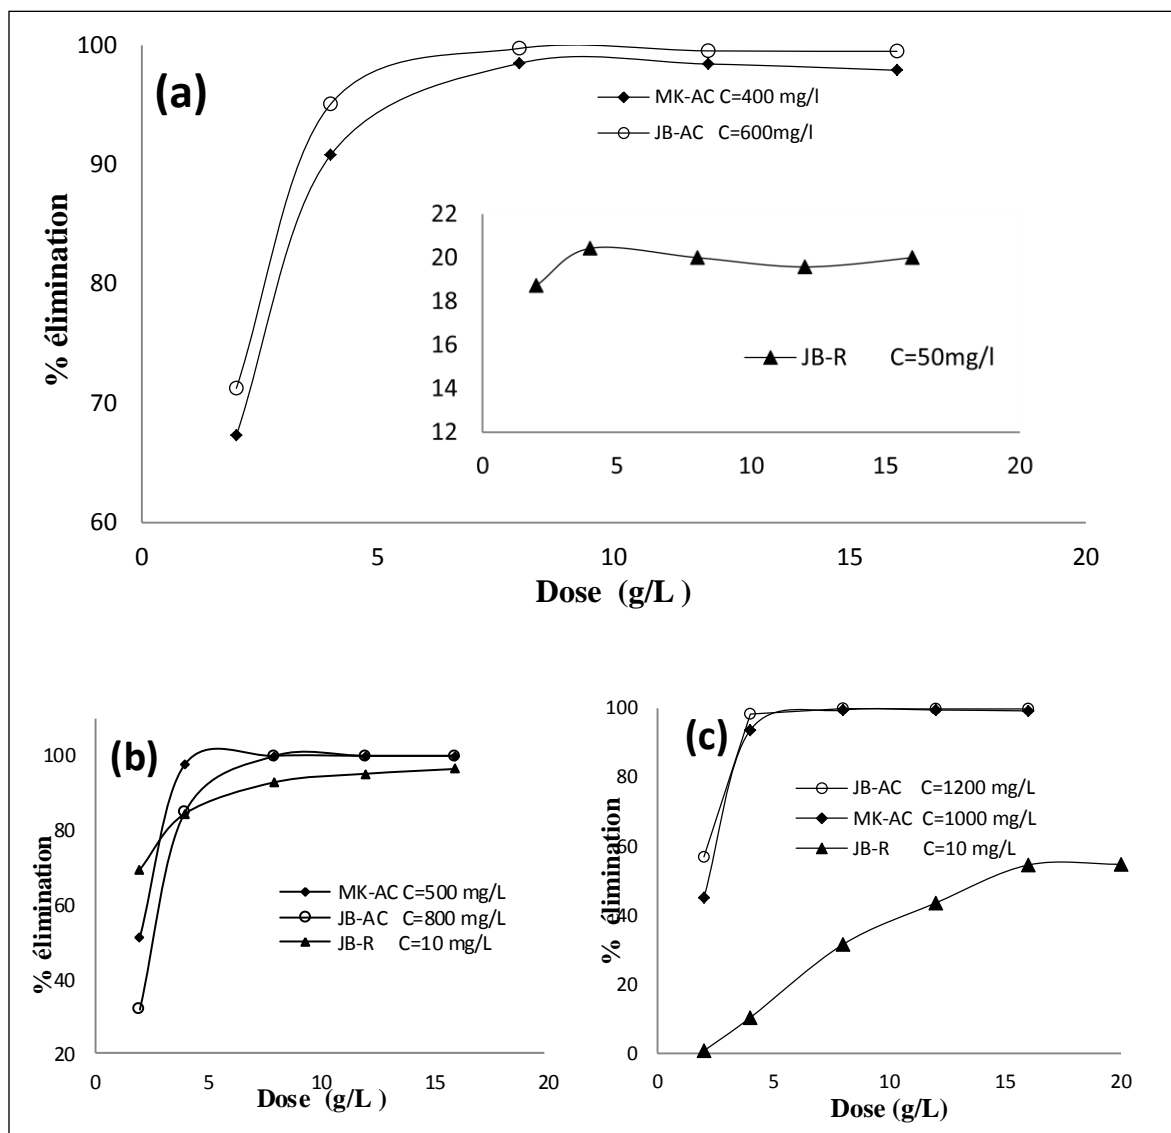 100
90
80
70
60
% élimination
(a)
MK-AC C=400 mg/l
JB-AC C=600mg/l
22
20
18
16
14
12
JB-R C=50mg/l
0 5 10 15 20
0 5 10 15 20
Dose (g/L )
100
80
60
40
20
% élimination
(b)
MK-AC C=500 mg/L
JB-AC C=800 mg/L
JB-R C=10 mg/L
0 5 10 15 20
Dose (g/L)
100
80
60
40
20
0
% élimination
(c)
JB-AC C=1200 mg/L
MK-AC C=1000 mg/L
JB-R C=10 mg/L
0 5 10 15 20
Dose (g/L)